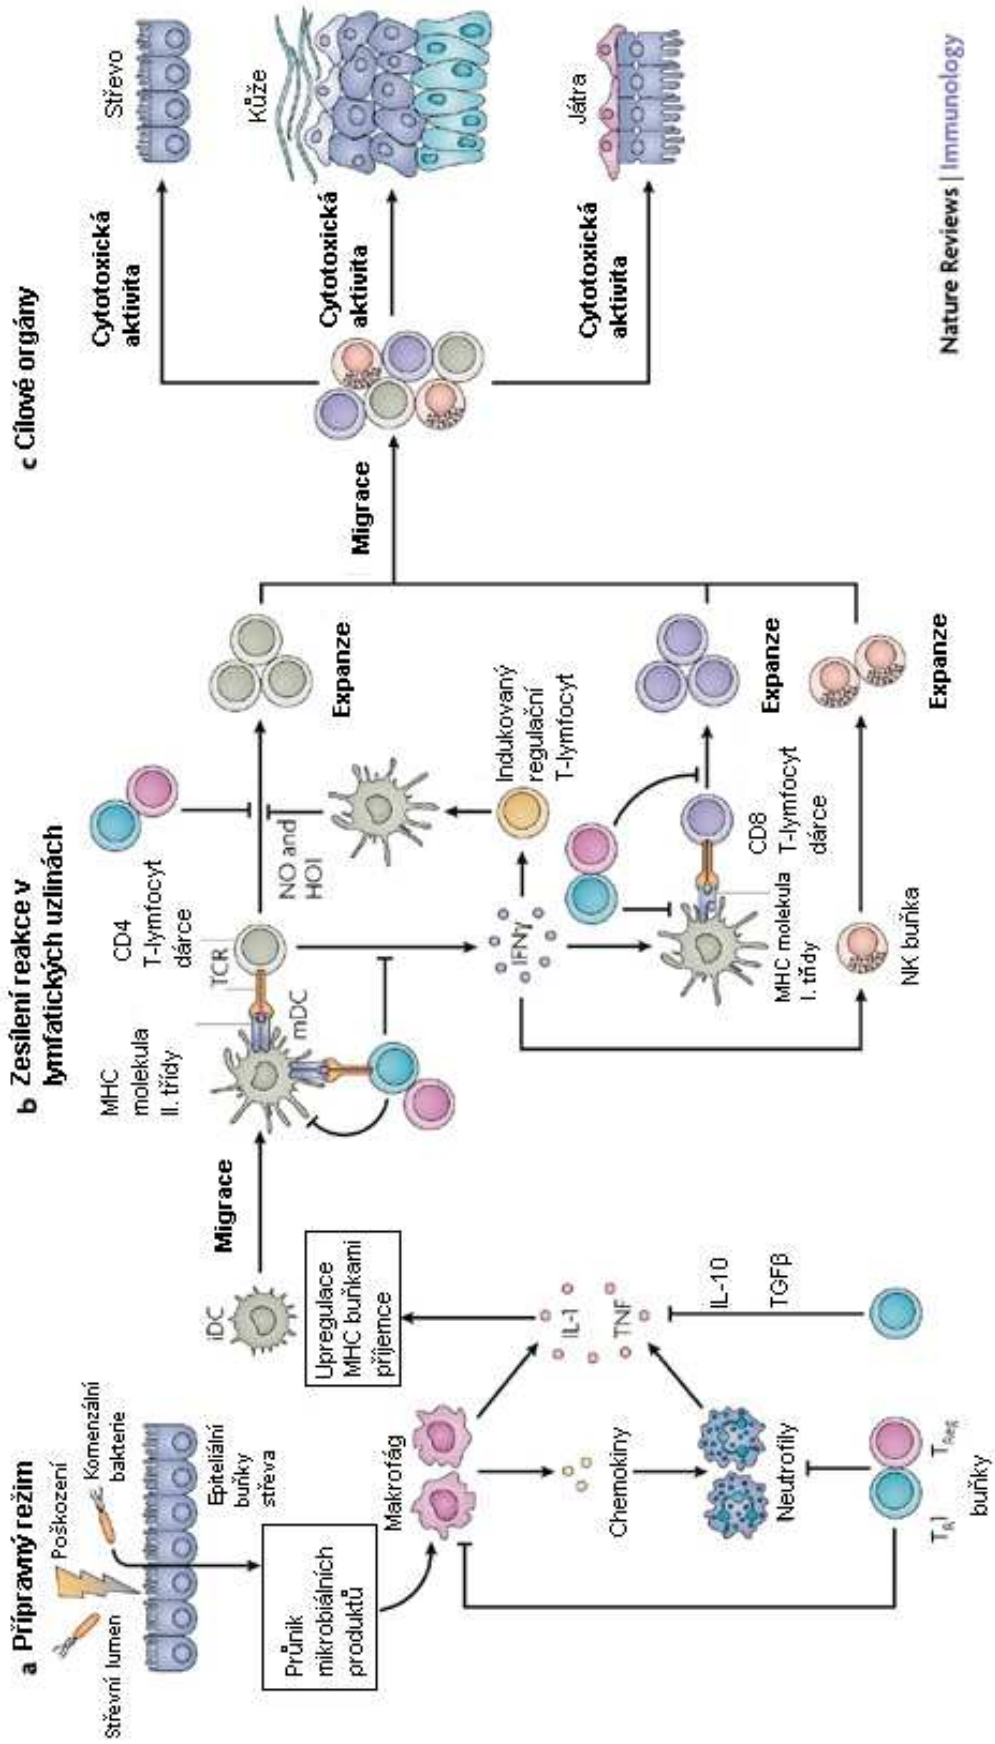 a Přípravný režim
Střevní lumen
Poškození
Komenzální
bakterie
Epiteliální
buňky
střeva
Průnik
mikrobiálních
produktů
Makrofág
Chemokiny
Neutrofily
TR1
TReg
buňky
iDC
Upregulace
MHC buňkami
příjemce
IL-1
TNF
IL-10
TGFβ
Migrace
b Zesílení reakce v
lymfatických uzlinách
MHC
molekula
II. třídy
CD4
T-lymfocyt
dárce
TCR
mDC
NO and
HOI
Expanze
IFNγ
Indukovaný
regulační
T-lymfocyt
MHC molekula
I. třídy
CD8
T-lymfocyt
dárce
Expanze
NK buňka
Expanze
Migrace
c Cílové orgány
Cytotoxická
aktivita
Střevo
Cytotoxická
aktivita
Kůže
Cytotoxická
aktivita
Játra
Nature Reviews | Immunology